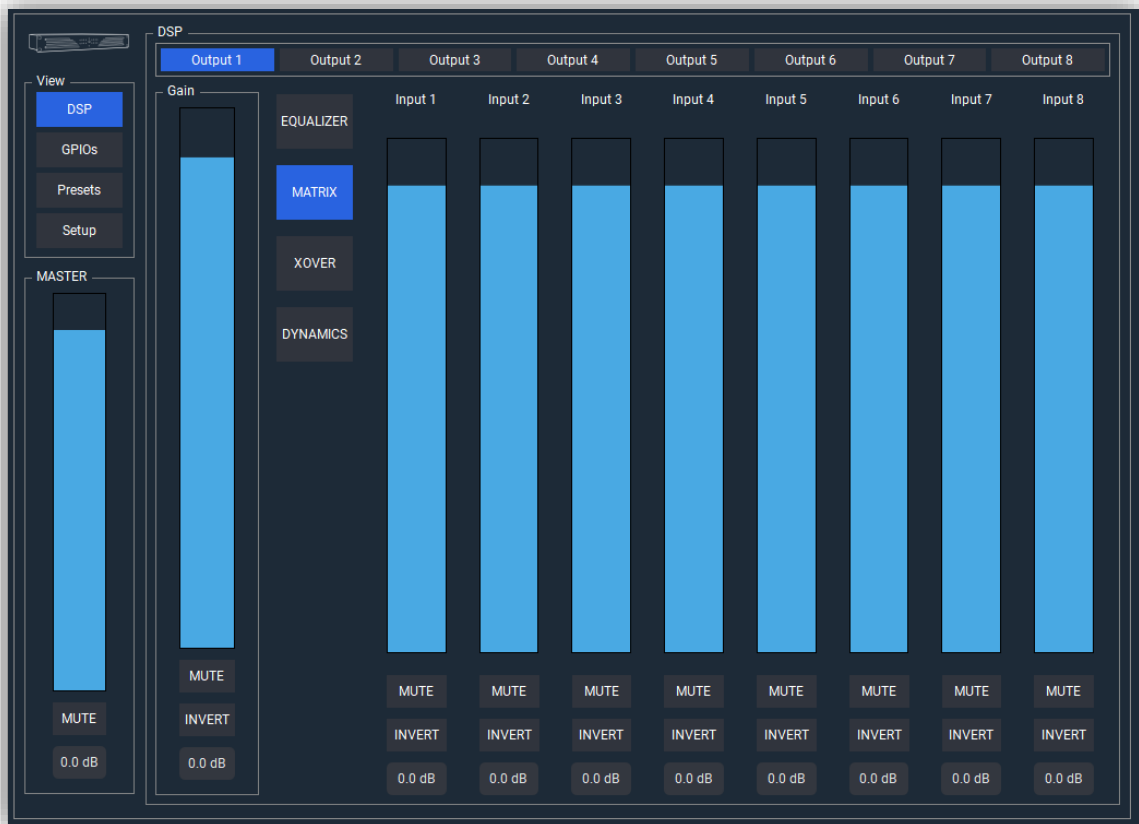 DSP
Output 1 Output 2 Output 3 Output 4 Output 5 Output 6 Output 7 Output 8
View
DSP
GPIOs
Presets
Setup
MASTER
MUTE
0.0 dB
Gain
MUTE
INVERT
0.0 dB
EQUALIZER
MATRIX
XOVER
DYNAMICS
Input 1 Input 2 Input 3 Input 4 Input 5 Input 6 Input 7 Input 8
MUTE MUTE MUTE MUTE MUTE MUTE MUTE MUTE
INVERT INVERT INVERT INVERT INVERT INVERT INVERT INVERT
0.0 dB 0.0 dB 0.0 dB 0.0 dB 0.0 dB 0.0 dB 0.0 dB 0.0 dB